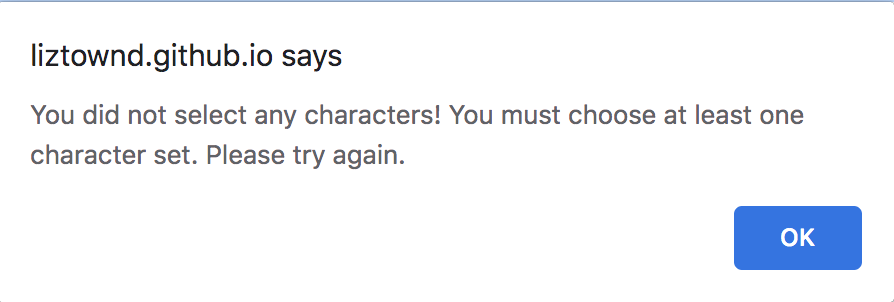 liztownd.github.io says
You did not select any characters! You must choose at least one
character set. Please try again.
OK